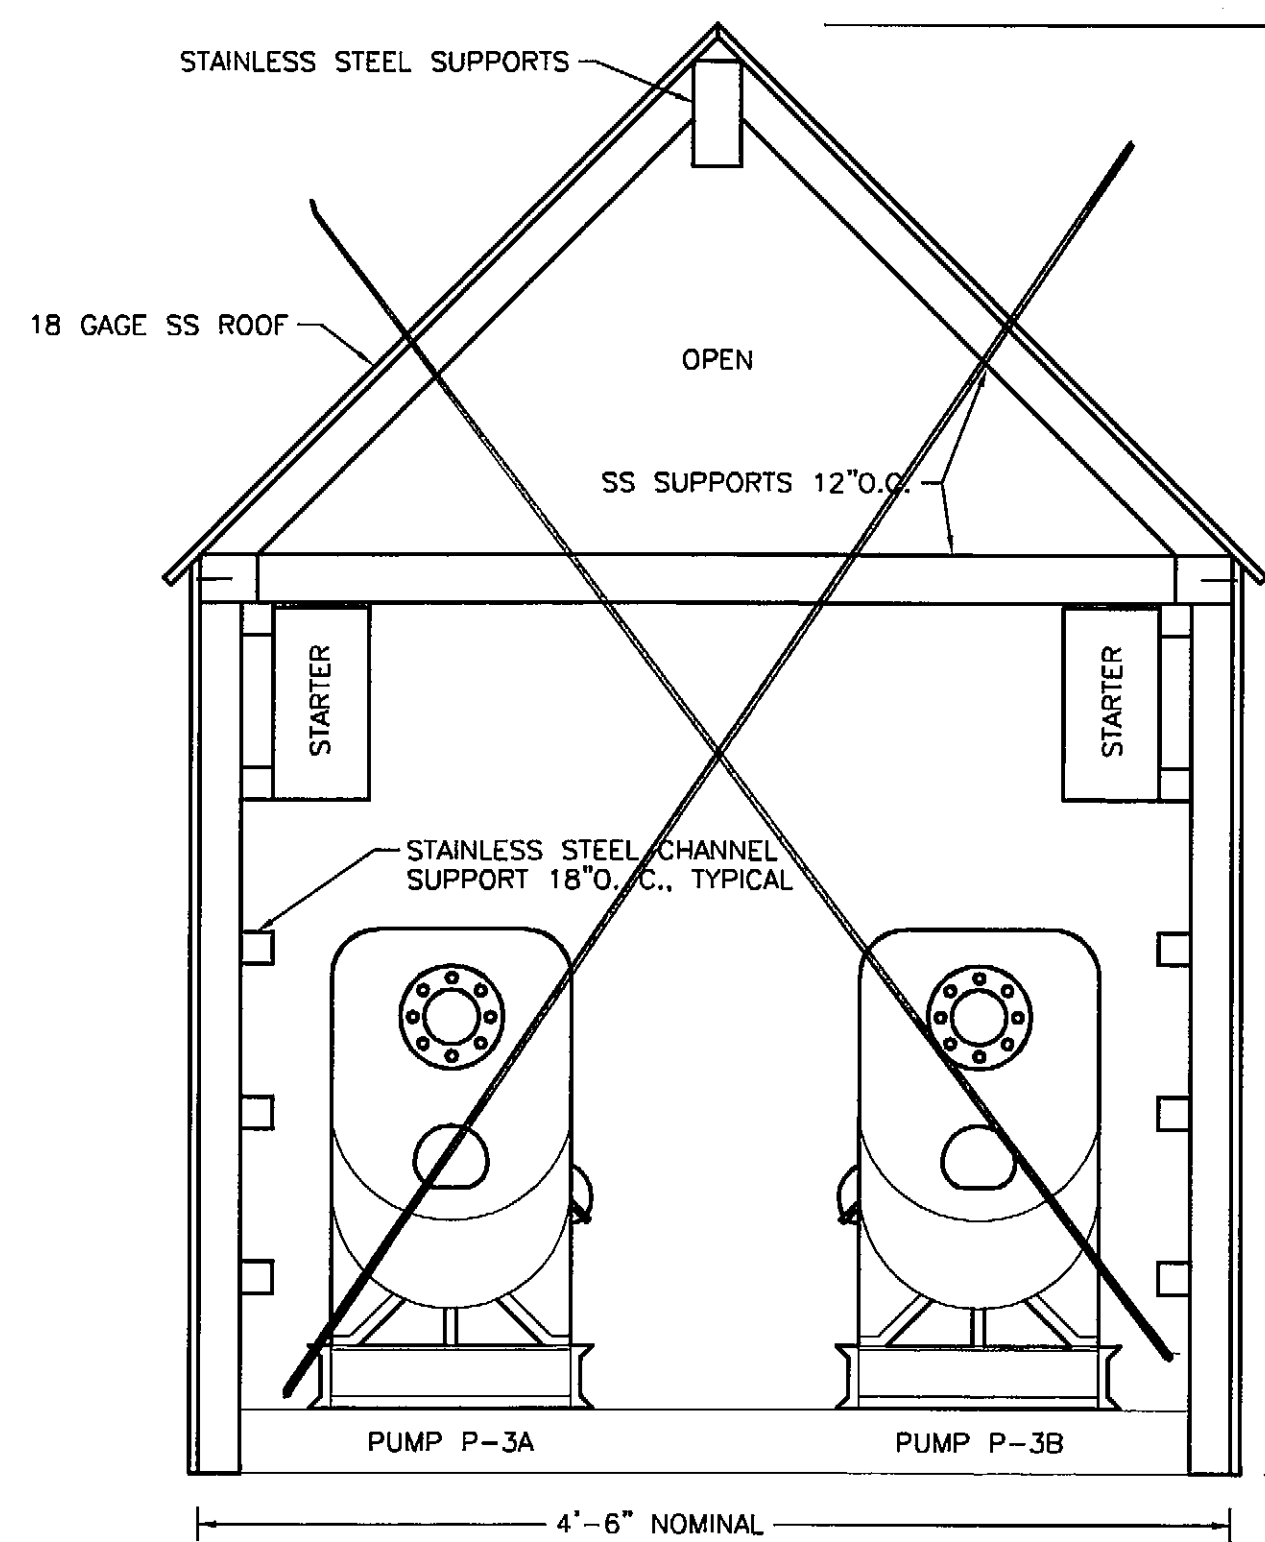 STAINLESS STEEL SUPPORTS
18 GAGE SS ROOF
OPEN
SS SUPPORTS 12"O.C.
STARTER
STARTER
STAINLESS STEEL CHANNEL
SUPPORT 18"O. C., TYPICAL
PUMP P-3A
PUMP P-3B
4'-6" NOMINAL